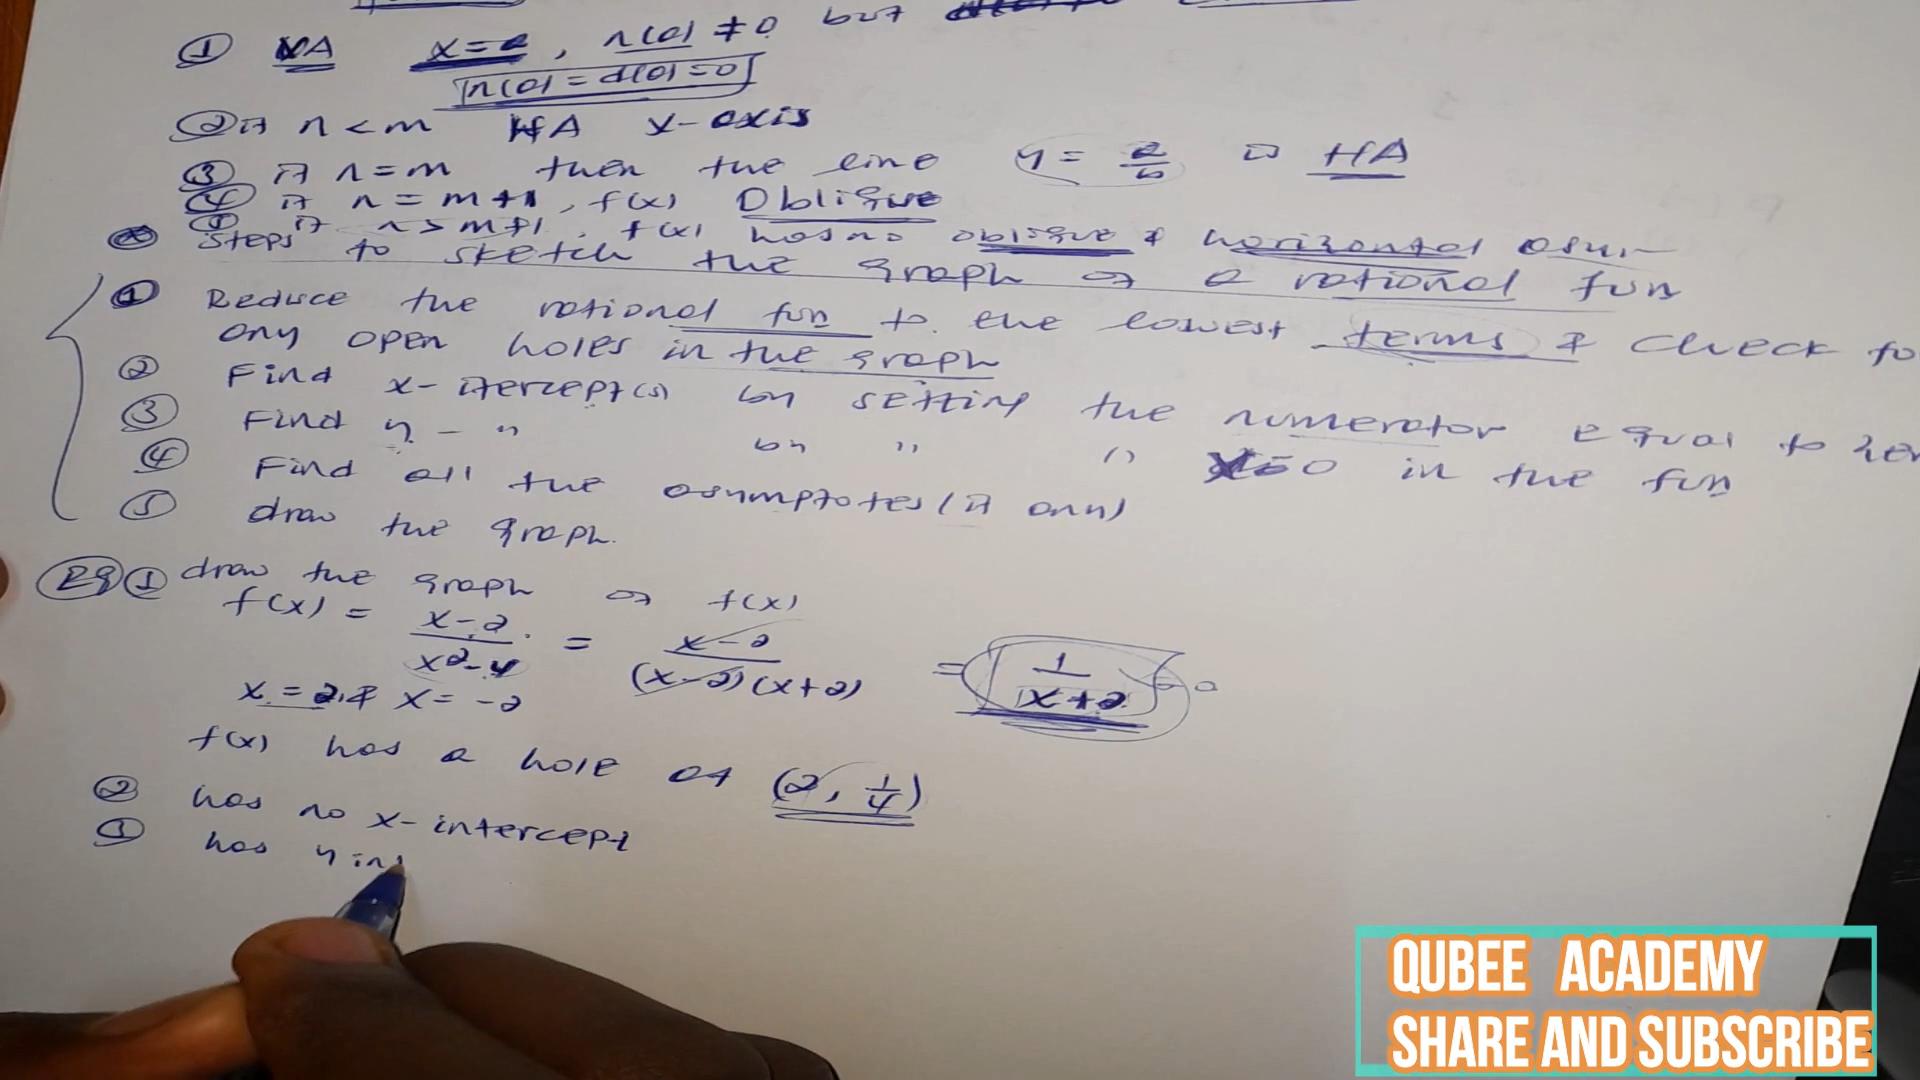 ① VA x=a, n(a) ≠ 0 but
n(a) = d(a) = 0
② if n < m HA x-axis
③ if n = m then the line y = a/b is HA
④ if n = m+1, f(x) Oblique
⑤ if n > m+1, f(x) has no oblique & horizontal asym
Steps to sketch the graph of a rational fun
① Reduce the rational fun to the lowest terms & check fo
any open holes in the graph
② Find x-itercept(s) by setting the numerator equal to zer
③ Find y - " by " " x=0 in the fun
④ Find all the asymptotes (if any)
⑤ draw the graph.
Eg ① draw the graph of f(x)
f(x) = x-2/x²-4 = x-2/(x-2)(x+2) = 1/x+2 = 0
x = 2 & x = -2
f(x) has a hole at (2, 1/4)
② has no x-intercept
③ has y in
QUBEE ACADEMY
SHARE AND SUBSCRIBE